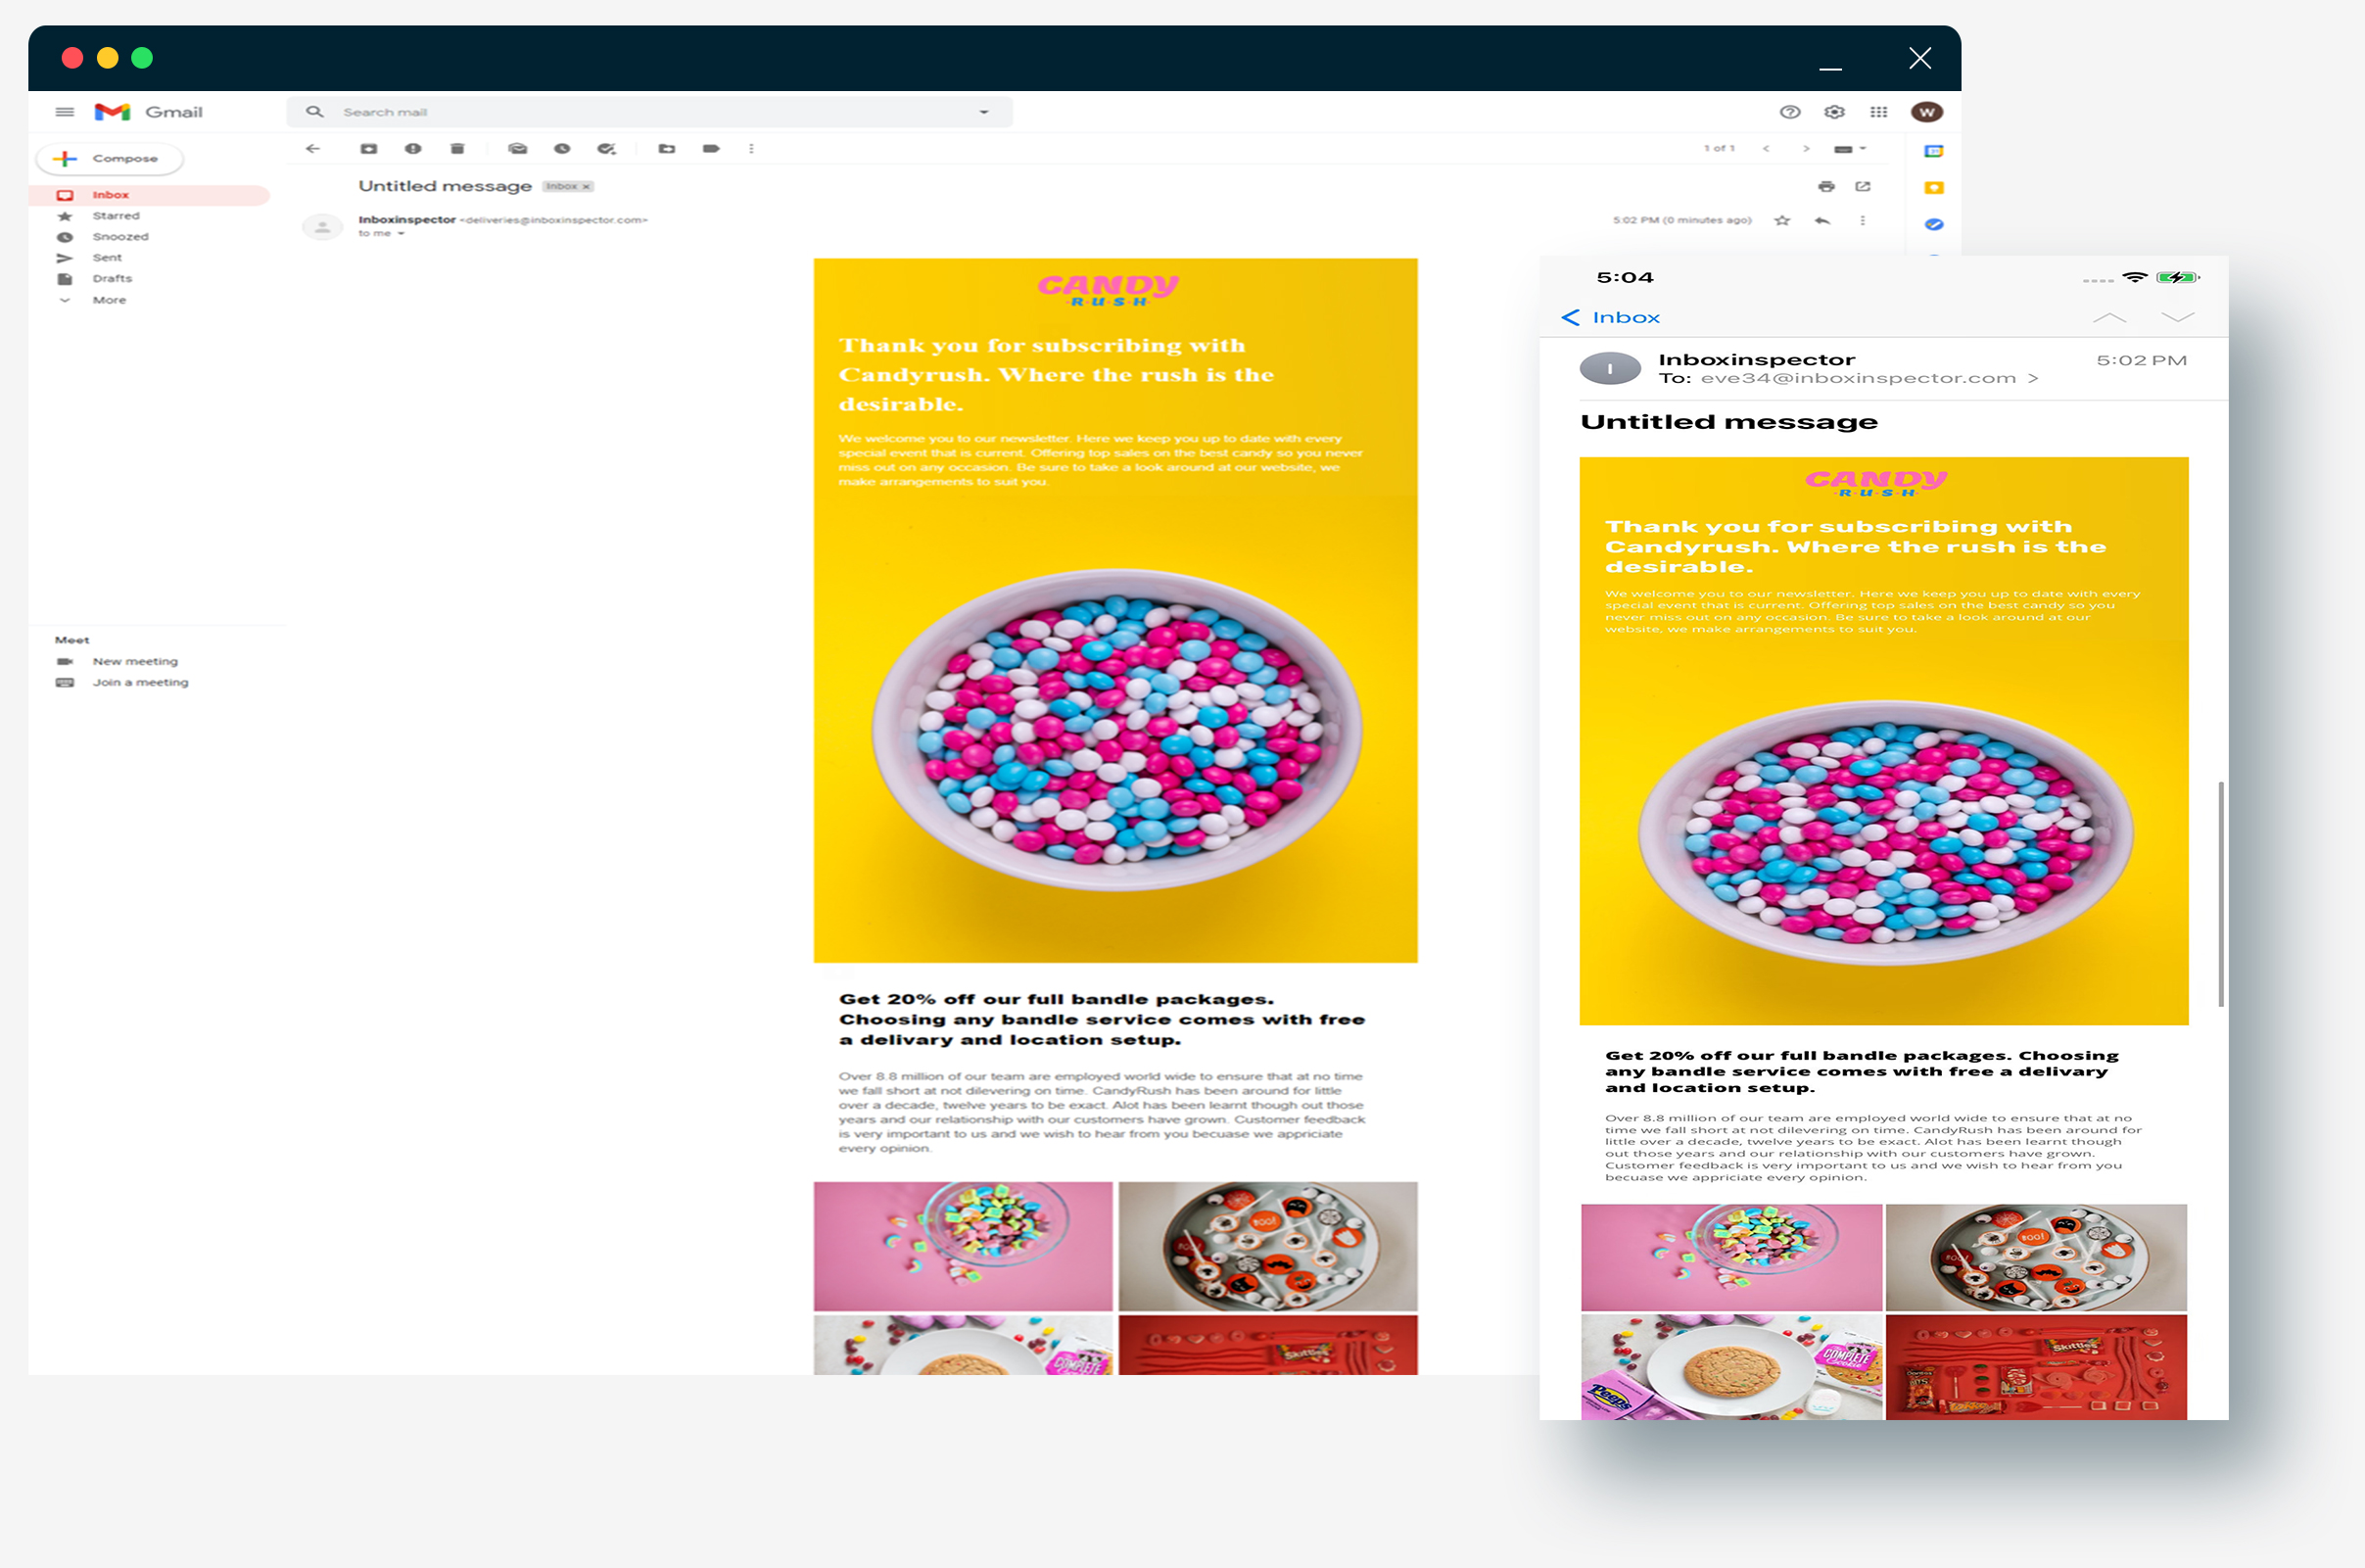 Gmail
Search mail
W
Compose
1 of 1
Inbox
Starred
Snoozed
Sent
Drafts
More
Meet
New meeting
Join a meeting
Untitled message Inbox x
Inboxinspector <deliveries@inboxinspector.com>
5:02 PM (0 minutes ago)
to me
CANDY
·R·U·S·H·
Thank you for subscribing with
Candyrush. Where the rush is the
desirable.
We welcome you to our newsletter. Here we keep you up to date with every
special event that is current. Offering top sales on the best candy so you never
miss out on any occasion. Be sure to take a look around at our website, we
make arrangements to suit you.
Get 20% off our full bandle packages.
Choosing any bandle service comes with free
a delivary and location setup.
Over 8.8 million of our team are employed world wide to ensure that at no time
we fall short at not dilevering on time. CandyRush has been around for little
over a decade, twelve years to be exact. Alot has been learnt though out those
years and our relationship with our customers have grown. Customer feedback
is very important to us and we wish to hear from you becuase we appriciate
every opinion.
BOO!
COMPLETE
Skittles
5:04
Inbox
I
Inboxinspector
5:02 PM
To: eve34@inboxinspector.com >
Untitled message
CANDY
·R·U·S·H·
Thank you for subscribing with
Candyrush. Where the rush is the
desirable.
We welcome you to our newsletter. Here we keep you up to date with every
special event that is current. Offering top sales on the best candy so you
never miss out on any occasion. Be sure to take a look around at our
website, we make arrangements to suit you.
Get 20% off our full bandle packages. Choosing
any bandle service comes with free a delivary
and location setup.
Over 8.8 million of our team are employed world wide to ensure that at no
time we fall short at not dilevering on time. CandyRush has been around for
little over a decade, twelve years to be exact. Alot has been learnt though
out those years and our relationship with our customers have grown.
Customer feedback is very important to us and we wish to hear from you
becuase we appriciate every opinion.
BOO!
BOO!
COMPLETE
Cookie
Peeps
Skittles
Doritos